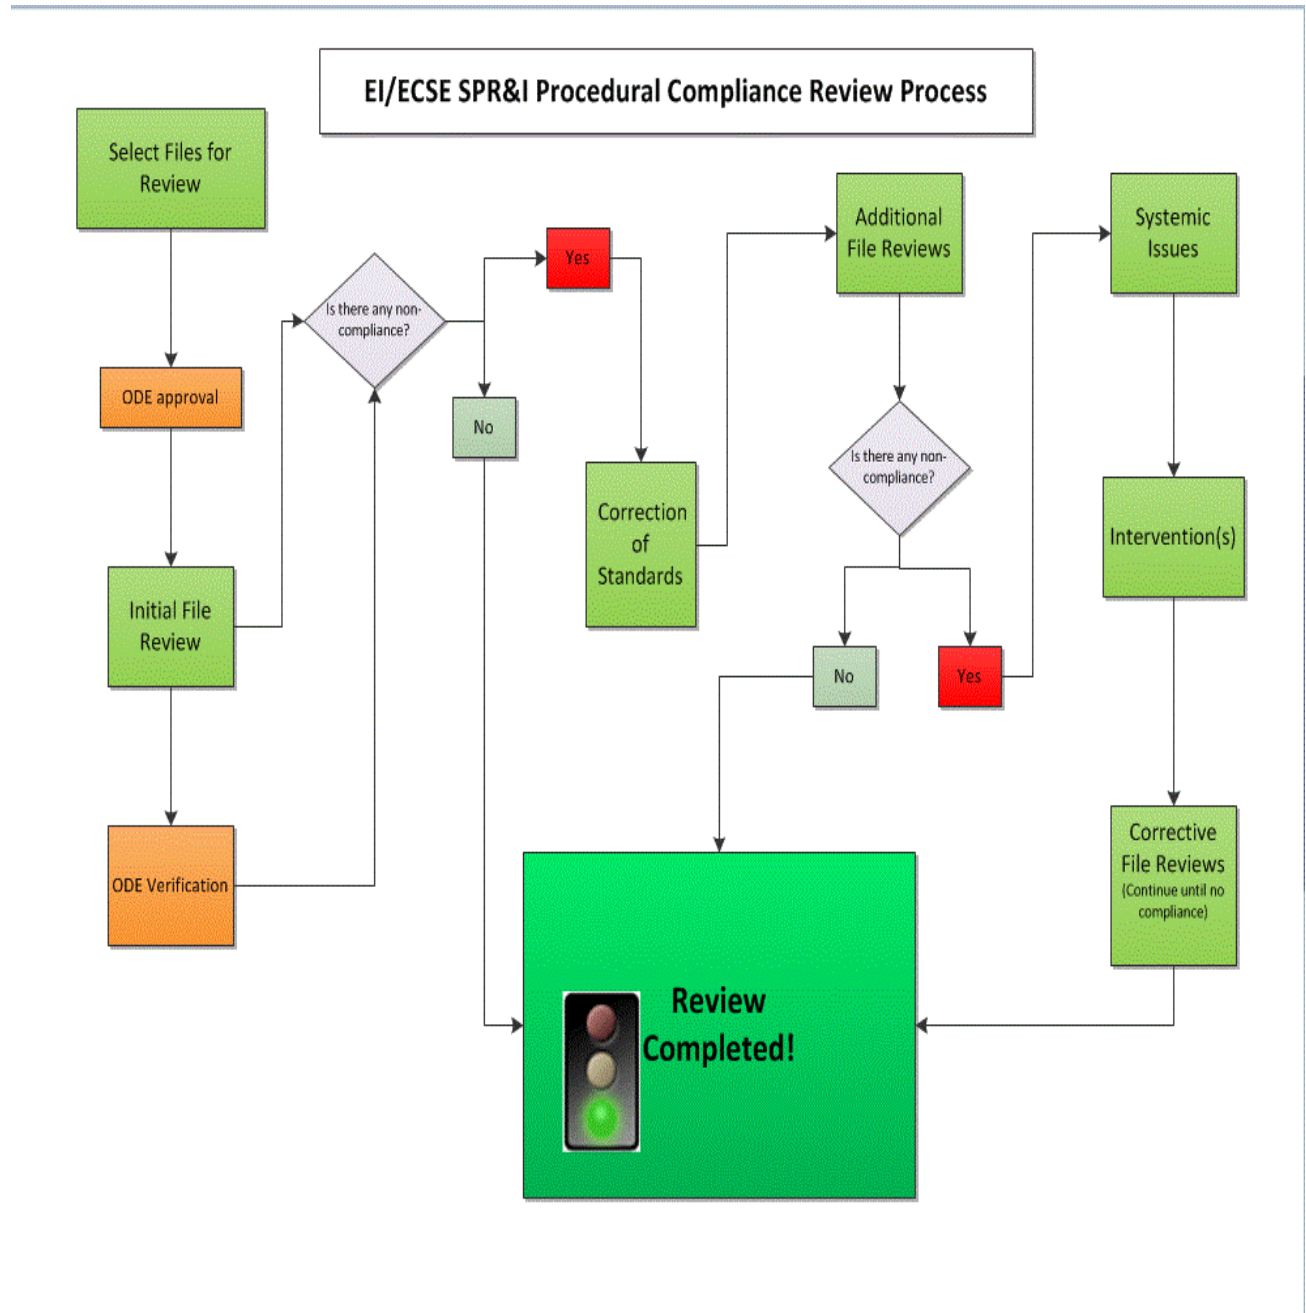 EI/ECSE SPR&I Procedural Compliance Review Process
Select Files for
Review
ODE approval
Initial File
Review
ODE Verification
Is there any non-
compliance?
Yes
No
Correction
of
Standards
Additional
File Reviews
Is there any non-
compliance?
No
Yes
Systemic
Issues
Intervention(s)
Corrective
File Reviews
(Continue until no
compliance)
Review
Completed!